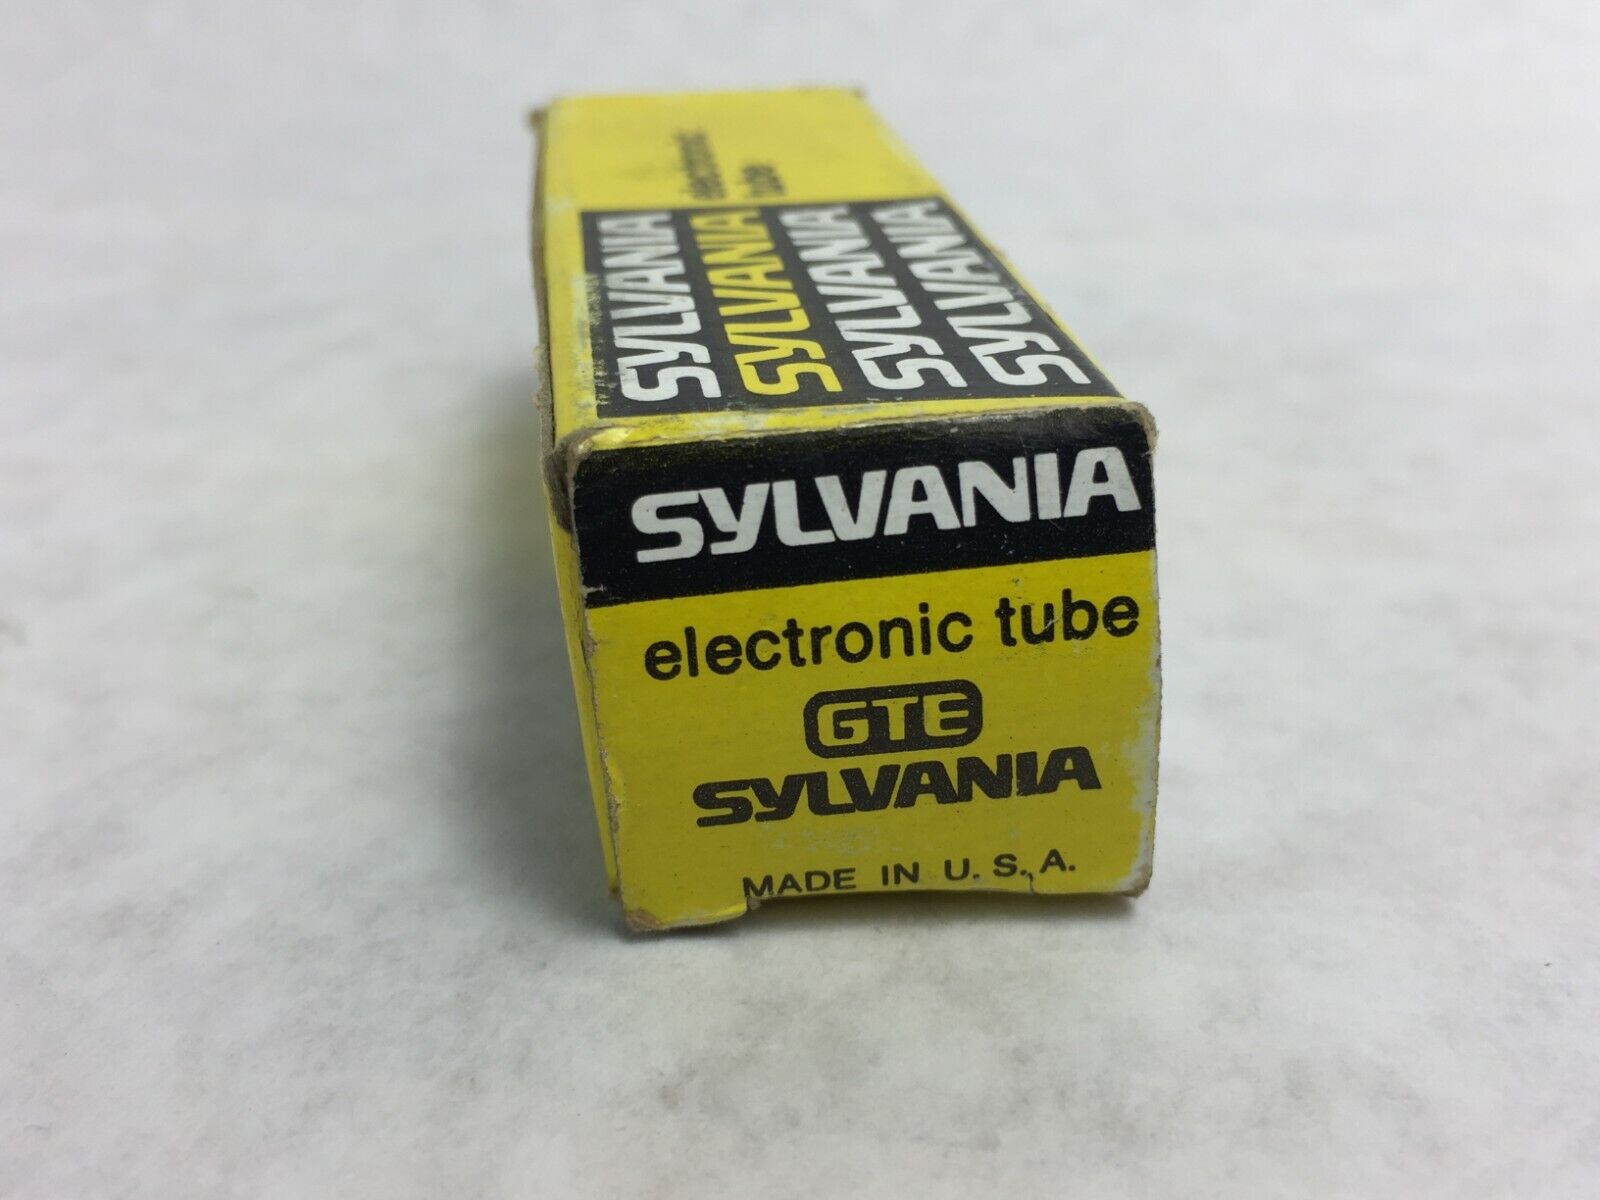 electronic
tube
SYLVANIA
SYLVANIA
SYLVANIA
SYLVANIA
SYLVANIA
electronic tube
GTE
SYLVANIA
MADE IN U.S.A.